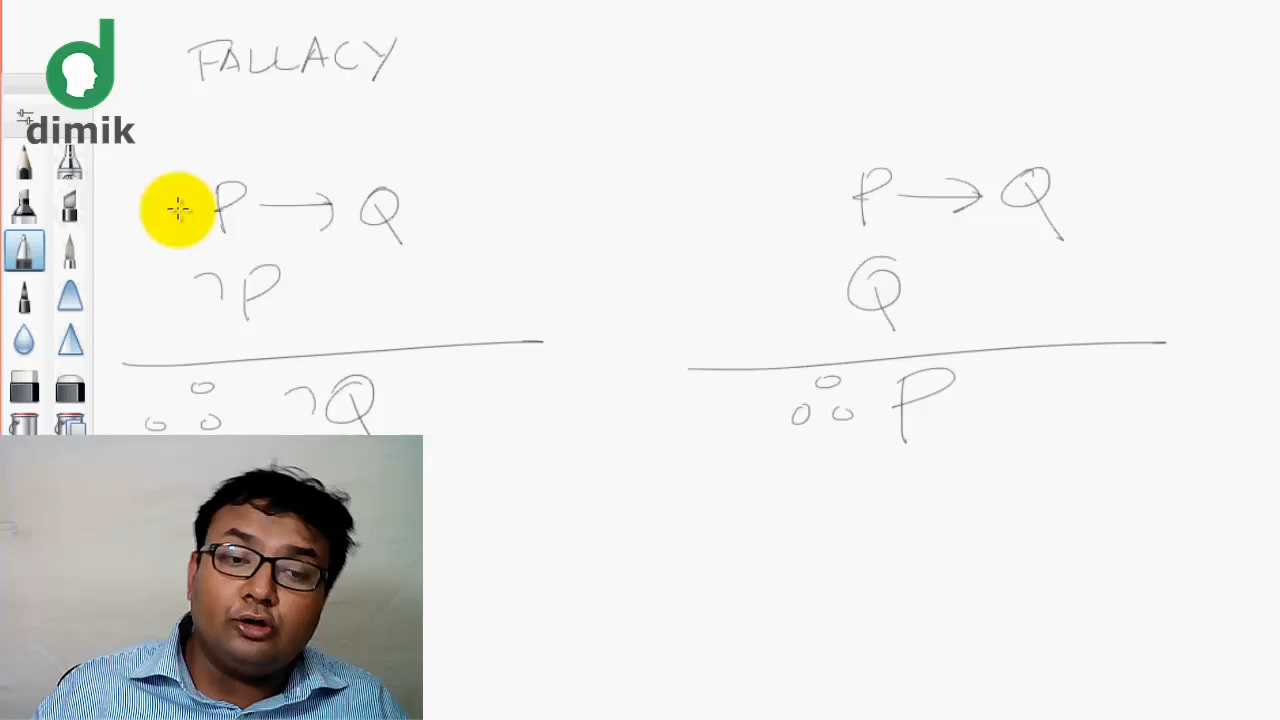 dimik
FALLACY
P → Q
¬P
∴ ¬Q
P → Q
Q
∴ P